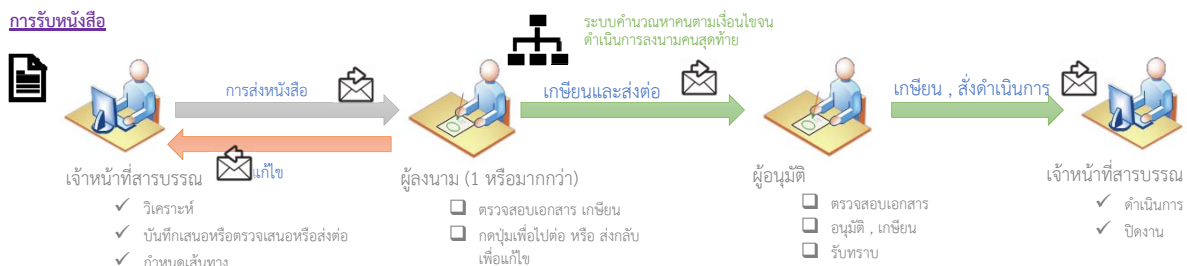 การรับหนังสือ
ระบบคำนวณหาคนตามเงื่อนไขจน
ดำเนินการลงนามคนสุดท้าย
การส่งหนังสือ
เกษียนและส่งต่อ
เกษียน , สั่งดำเนินการ
แก้ไข
เจ้าหน้าที่สารบรรณ
✓ วิเคราะห์
✓ บันทึกเสนอหรือตรวจเสนอหรือส่งต่อ
✓ กำหนดเส้นทาง
ผู้ลงนาม (1 หรือมากกว่า)
❑ ตรวจสอบเอกสาร เกษียน
❑ กดปุ่มเพื่อไปต่อ หรือ ส่งกลับ
เพื่อแก้ไข
ผู้อนุมัติ
❑ ตรวจสอบเอกสาร
❑ อนุมัติ , เกษียน
❑ รับทราบ
เจ้าหน้าที่สารบรรณ
✓ ดำเนินการ
✓ ปิดงาน